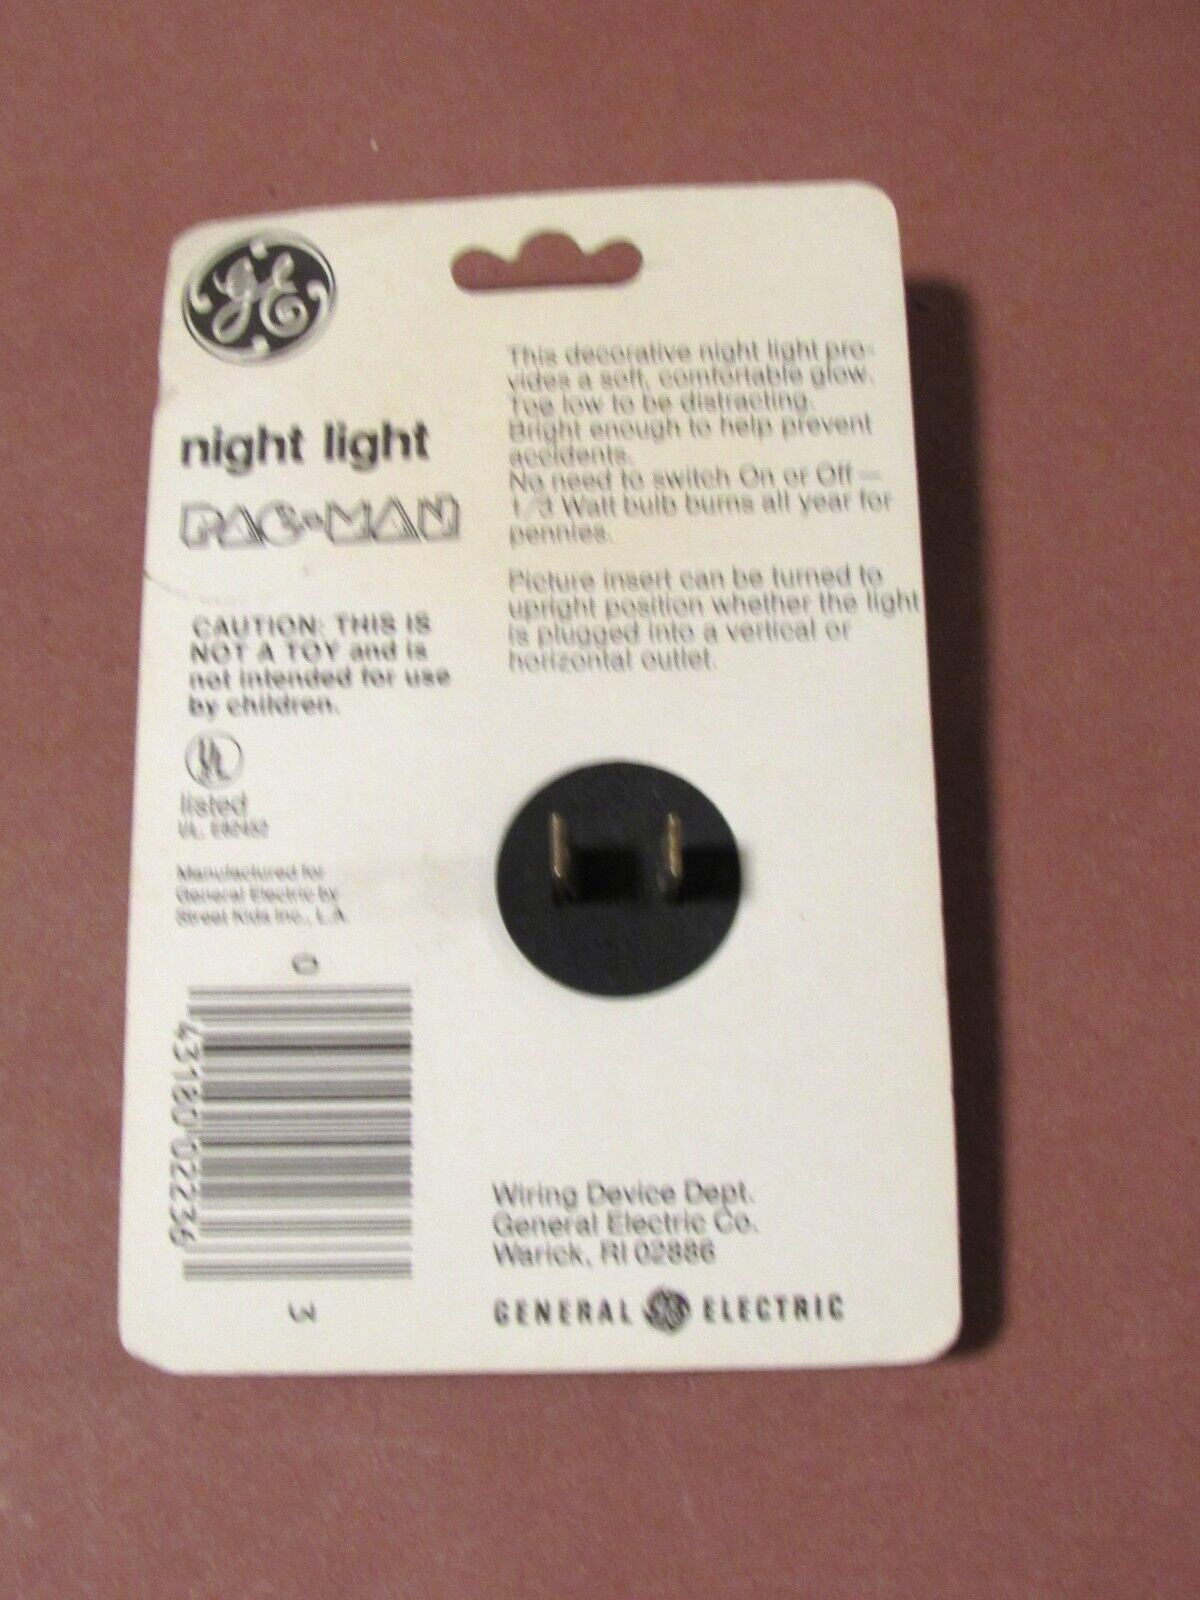 GE
night light
PAC-MAN
CAUTION: THIS IS
NOT A TOY and is
not intended for use
by children.
UL
listed
UL. E82452
Manufactured for
General Electric by
Street Kids Inc., L.A.
0
43180 02236
3
This decorative night light pro-
vides a soft, comfortable glow.
Too low to be distracting.
Bright enough to help prevent
accidents.
No need to switch On or Off —
1/3 Watt bulb burns all year for
pennies.
Picture insert can be turned to
upright position whether the light
is plugged into a vertical or
horizontal outlet.
Wiring Device Dept.
General Electric Co.
Warick, RI 02886
GENERAL GE ELECTRIC